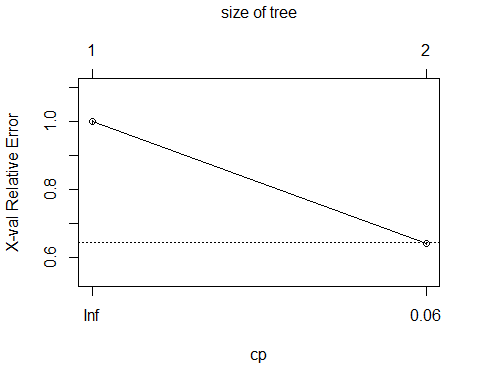 size of tree
1 2
X-val Relative Error
1.0
0.8
0.6
Inf 0.06
cp